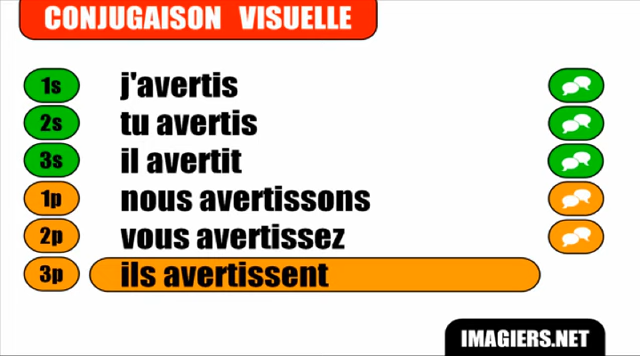 CONJUGAISON VISUELLE
1s j'avertis
2s tu avertis
3s il avertit
1p nous avertissons
2p vous avertissez
3p ils avertissent
IMAGIERS.NET